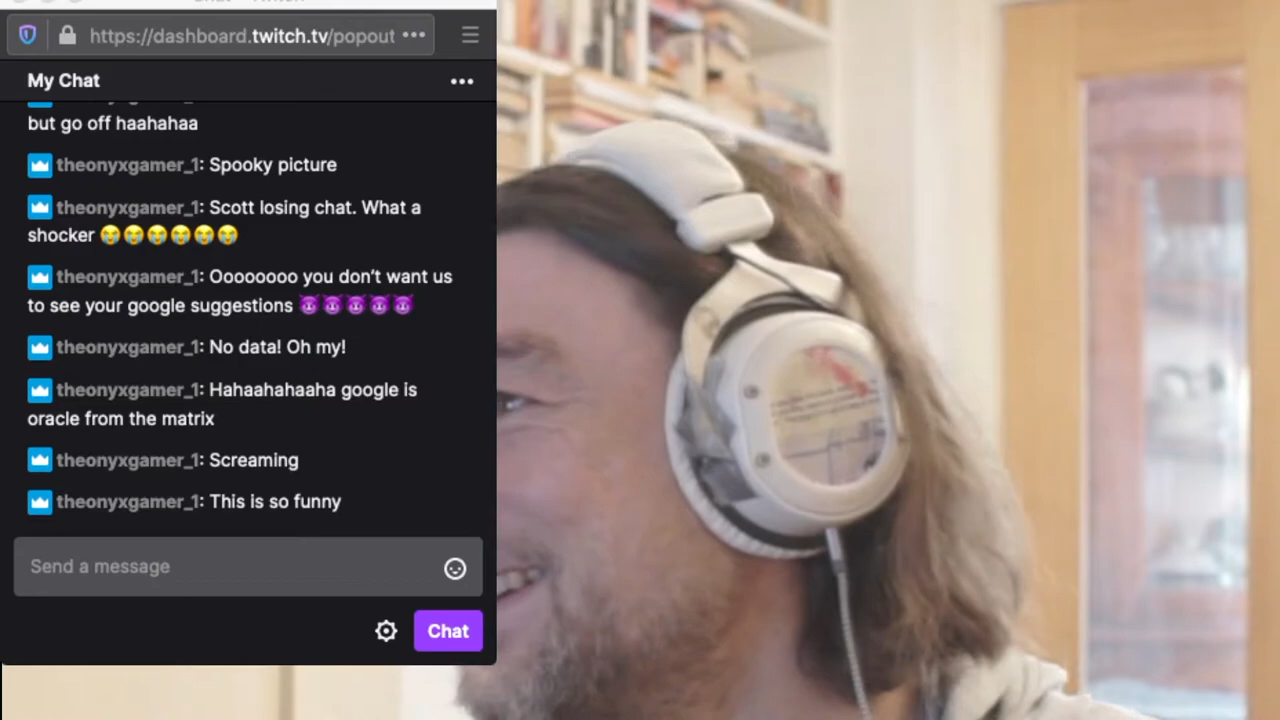 https://dashboard.twitch.tv/popout
My Chat
but go off haahahaa
theonyxgamer_1: Spooky picture
theonyxgamer_1: Scott losing chat. What a
shocker 😭😭😭😭😭😭
theonyxgamer_1: Oooooooo you don't want us
to see your google suggestions 😈😈😈😈😈
theonyxgamer_1: No data! Oh my!
theonyxgamer_1: Hahaahahaaha google is
oracle from the matrix
theonyxgamer_1: Screaming
theonyxgamer_1: This is so funny
Send a message
Chat